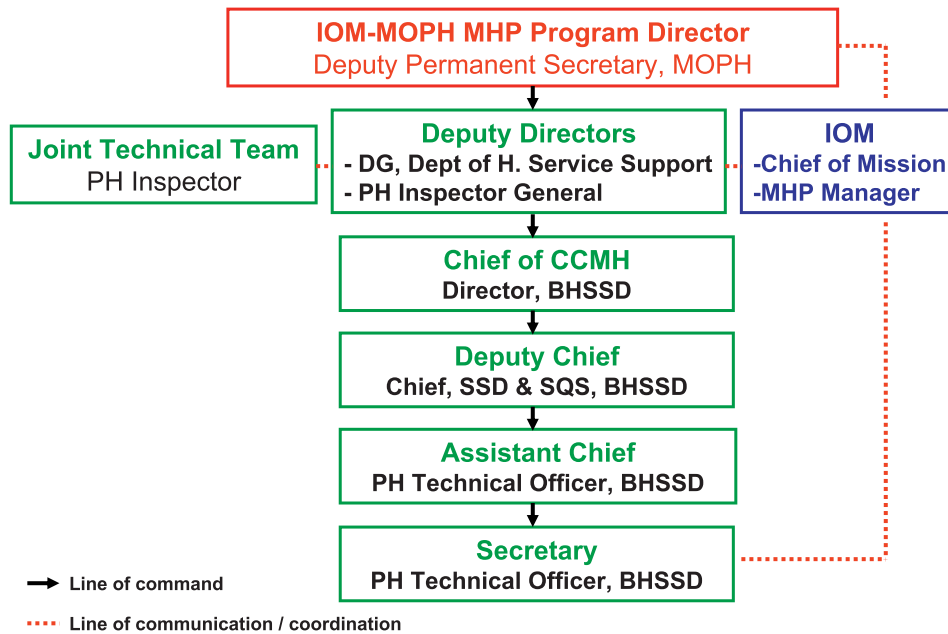 IOM-MOPH MHP Program Director
Deputy Permanent Secretary, MOPH
Joint Technical Team
PH Inspector
Deputy Directors
- DG, Dept of H. Service Support
- PH Inspector General
IOM
-Chief of Mission
-MHP Manager
Chief of CCMH
Director, BHSSD
Deputy Chief
Chief, SSD & SQS, BHSSD
Assistant Chief
PH Technical Officer, BHSSD
Secretary
PH Technical Officer, BHSSD
Line of command
Line of communication / coordination